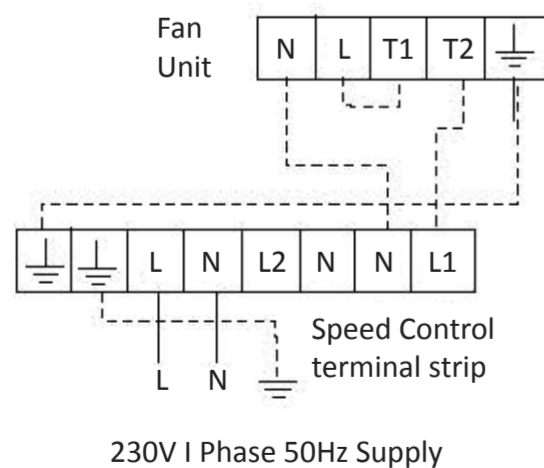 Fan
Unit
N L T1 T2
L N L2 N N L1
Speed Control
terminal strip
L N
230V I Phase 50Hz Supply